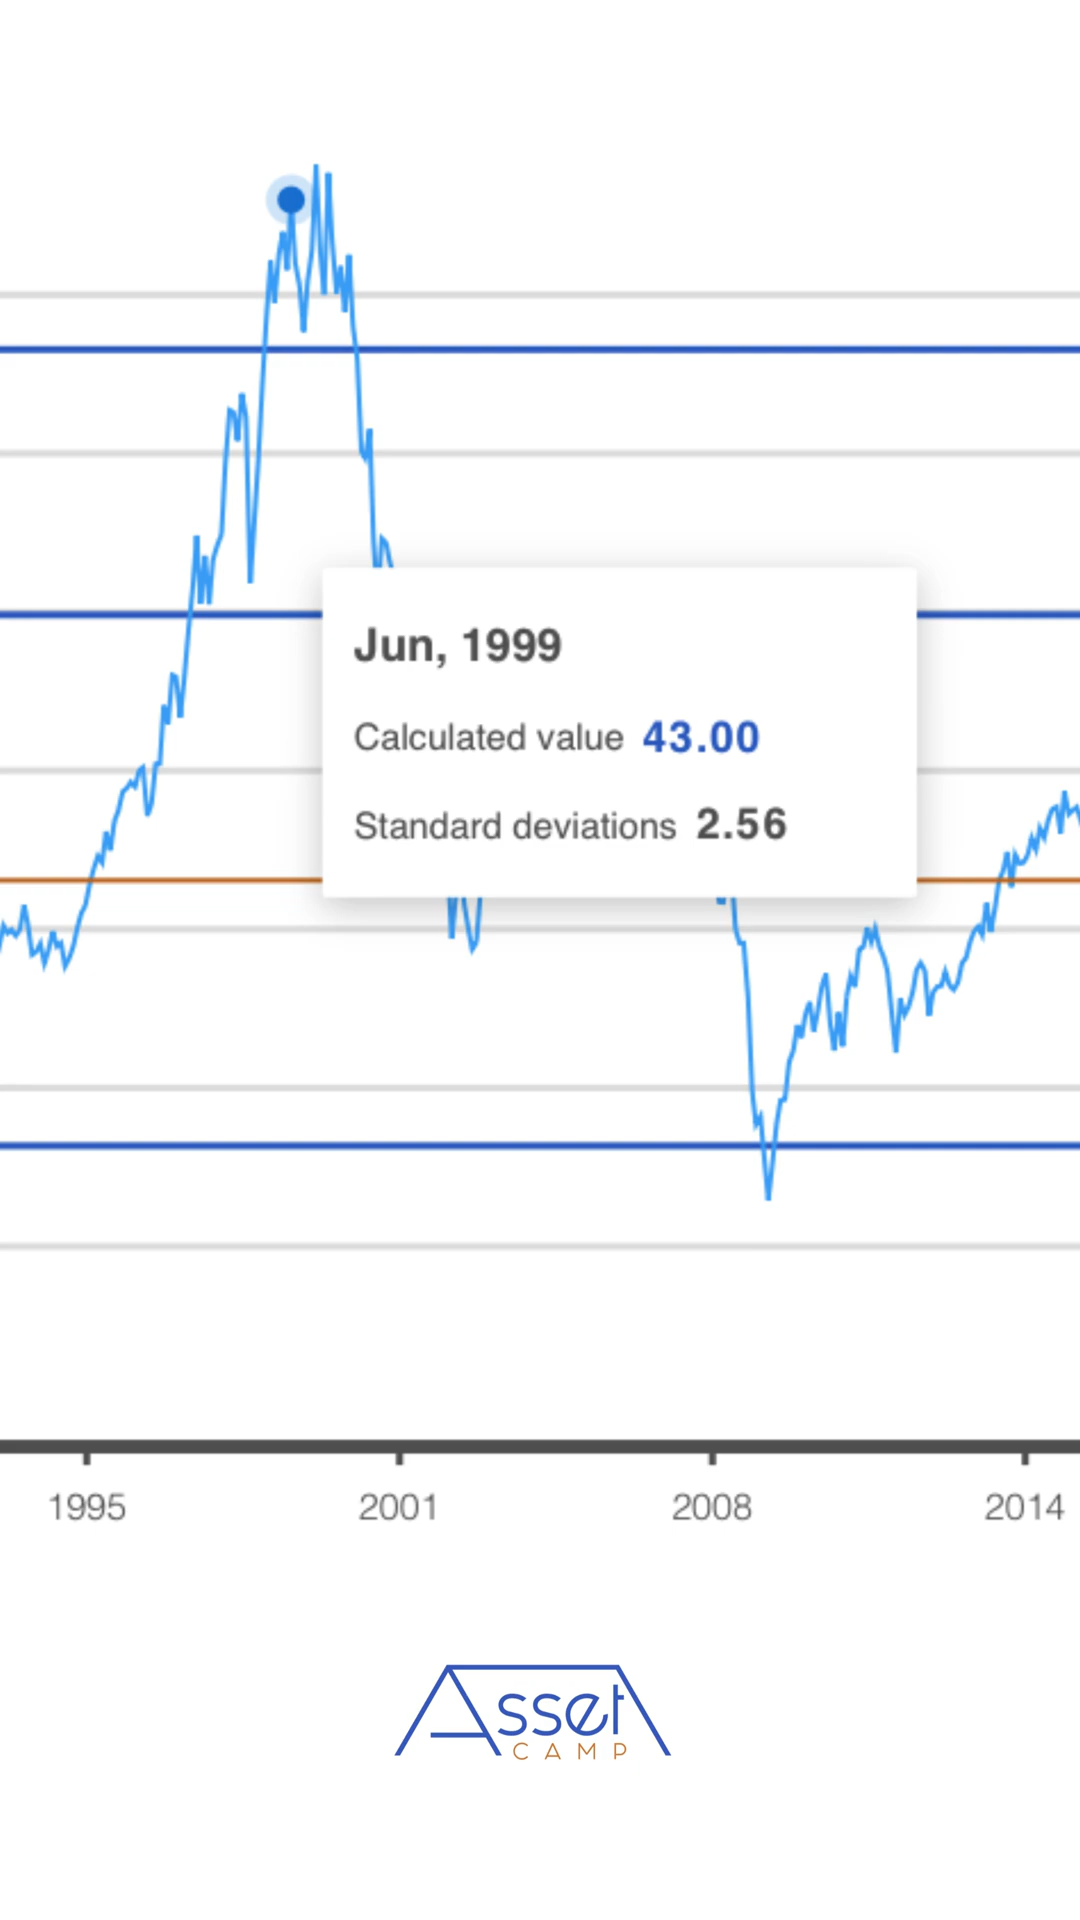 Jun, 1999
Calculated value 43.00
Standard deviations 2.56
1995 2001 2008 2014
Asset
CAMP